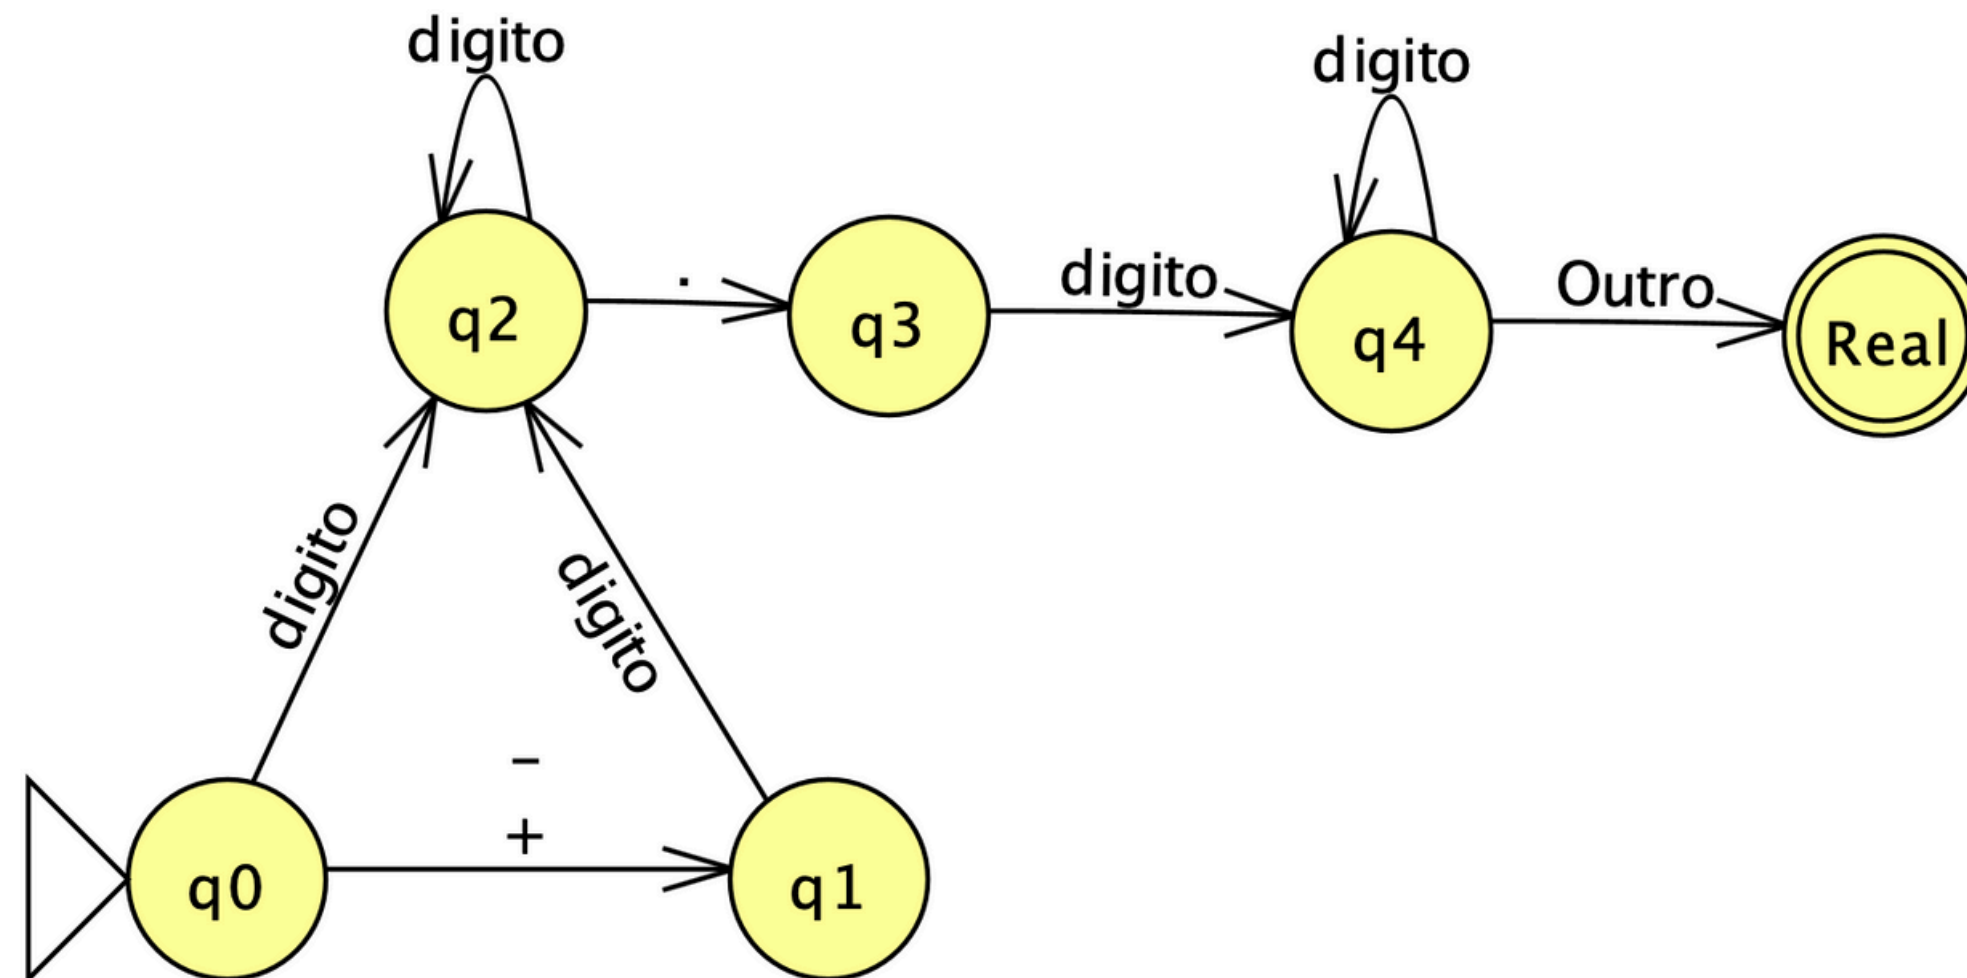 digito
digito
q2
.
q3
digito
q4
Outro
Real
digito
digito
-
+
q0
q1